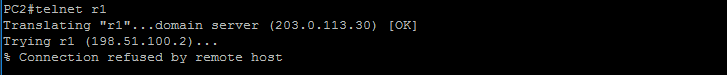 PC2#telnet r1
Translating "r1"...domain server (203.0.113.30) [OK]
Trying r1 (198.51.100.2)...
% Connection refused by remote host